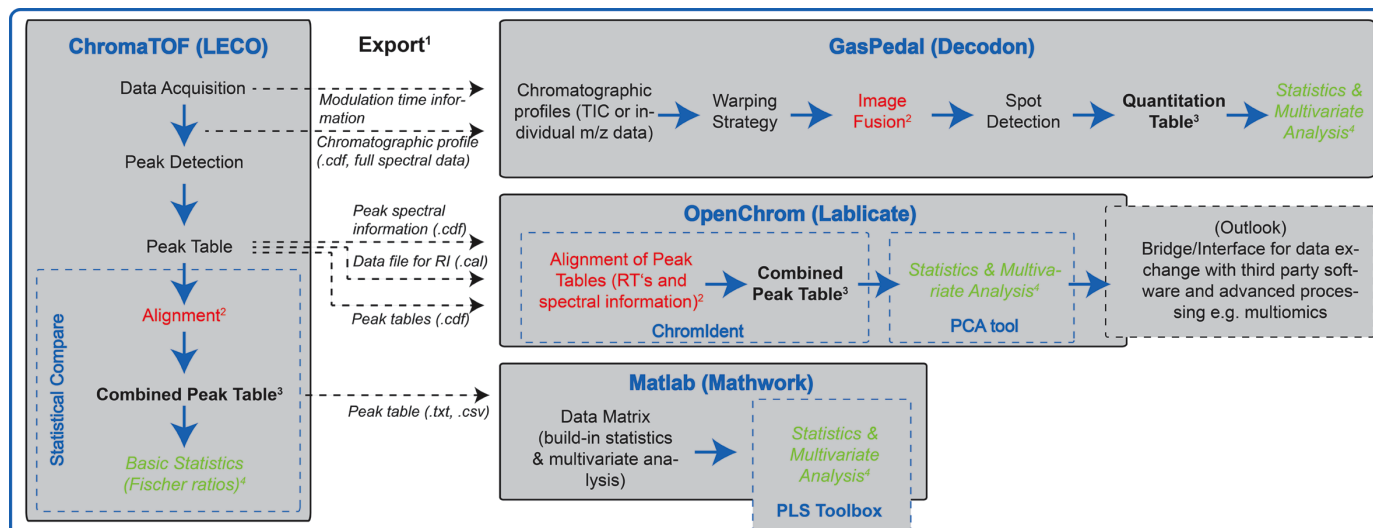 ChromaTOF (LECO)
Data Acquisition
Peak Detection
Peak Table
Statistical Compare
Alignment²
Combined Peak Table³
Basic Statistics
(Fischer ratios)⁴
Export¹
Modulation time infor-
mation
Chromatographic profile
(.cdf, full spectral data)
Peak spectral
information (.cdf)
Data file for RI (.cal)
Peak tables (.cdf)
Peak table (.txt, .csv)
GasPedal (Decodon)
Chromatographic
profiles (TIC or in-
dividual m/z data)
Warping
Strategy
Image
Fusion²
Spot
Detection
Quantitation
Table³
Statistics &
Multivariate
Analysis⁴
OpenChrom (Lablicate)
Alignment of Peak
Tables (RT‘s and
spectral information)²
Combined
Peak Table³
ChromIdent
Statistics & Multiva-
riate Analysis⁴
PCA tool
(Outlook)
Bridge/Interface for data ex-
change with third party soft-
ware and advanced proces-
sing e.g. multiomics
Matlab (Mathwork)
Data Matrix
(build-in statistics
& multivariate ana-
lysis)
Statistics &
Multivariate
Analysis⁴
PLS Toolbox